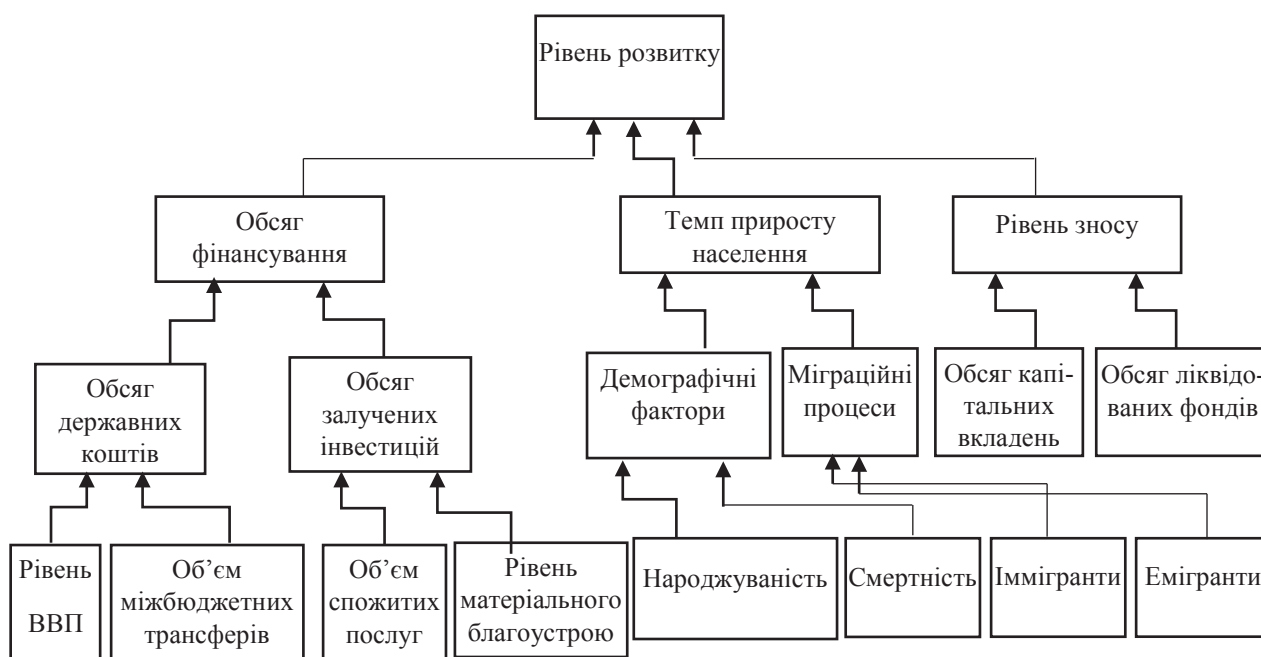 Рівень розвитку
Обсяг
фінансування
Темп приросту
населення
Рівень зносу
Обсяг
державних
коштів
Обсяг
залучених
інвестицій
Демографічні
фактори
Міграційні
процеси
Обсяг капі-
тальних
вкладень
Обсяг ліквідо-
ваних фондів
Рівень
ВВП
Об’єм
міжбюджетних
трансферів
Об’єм
спожитих
послуг
Рівень
матеріального
благоустрою
Народжуваність
Смертність
Іммігранти
Емігранти